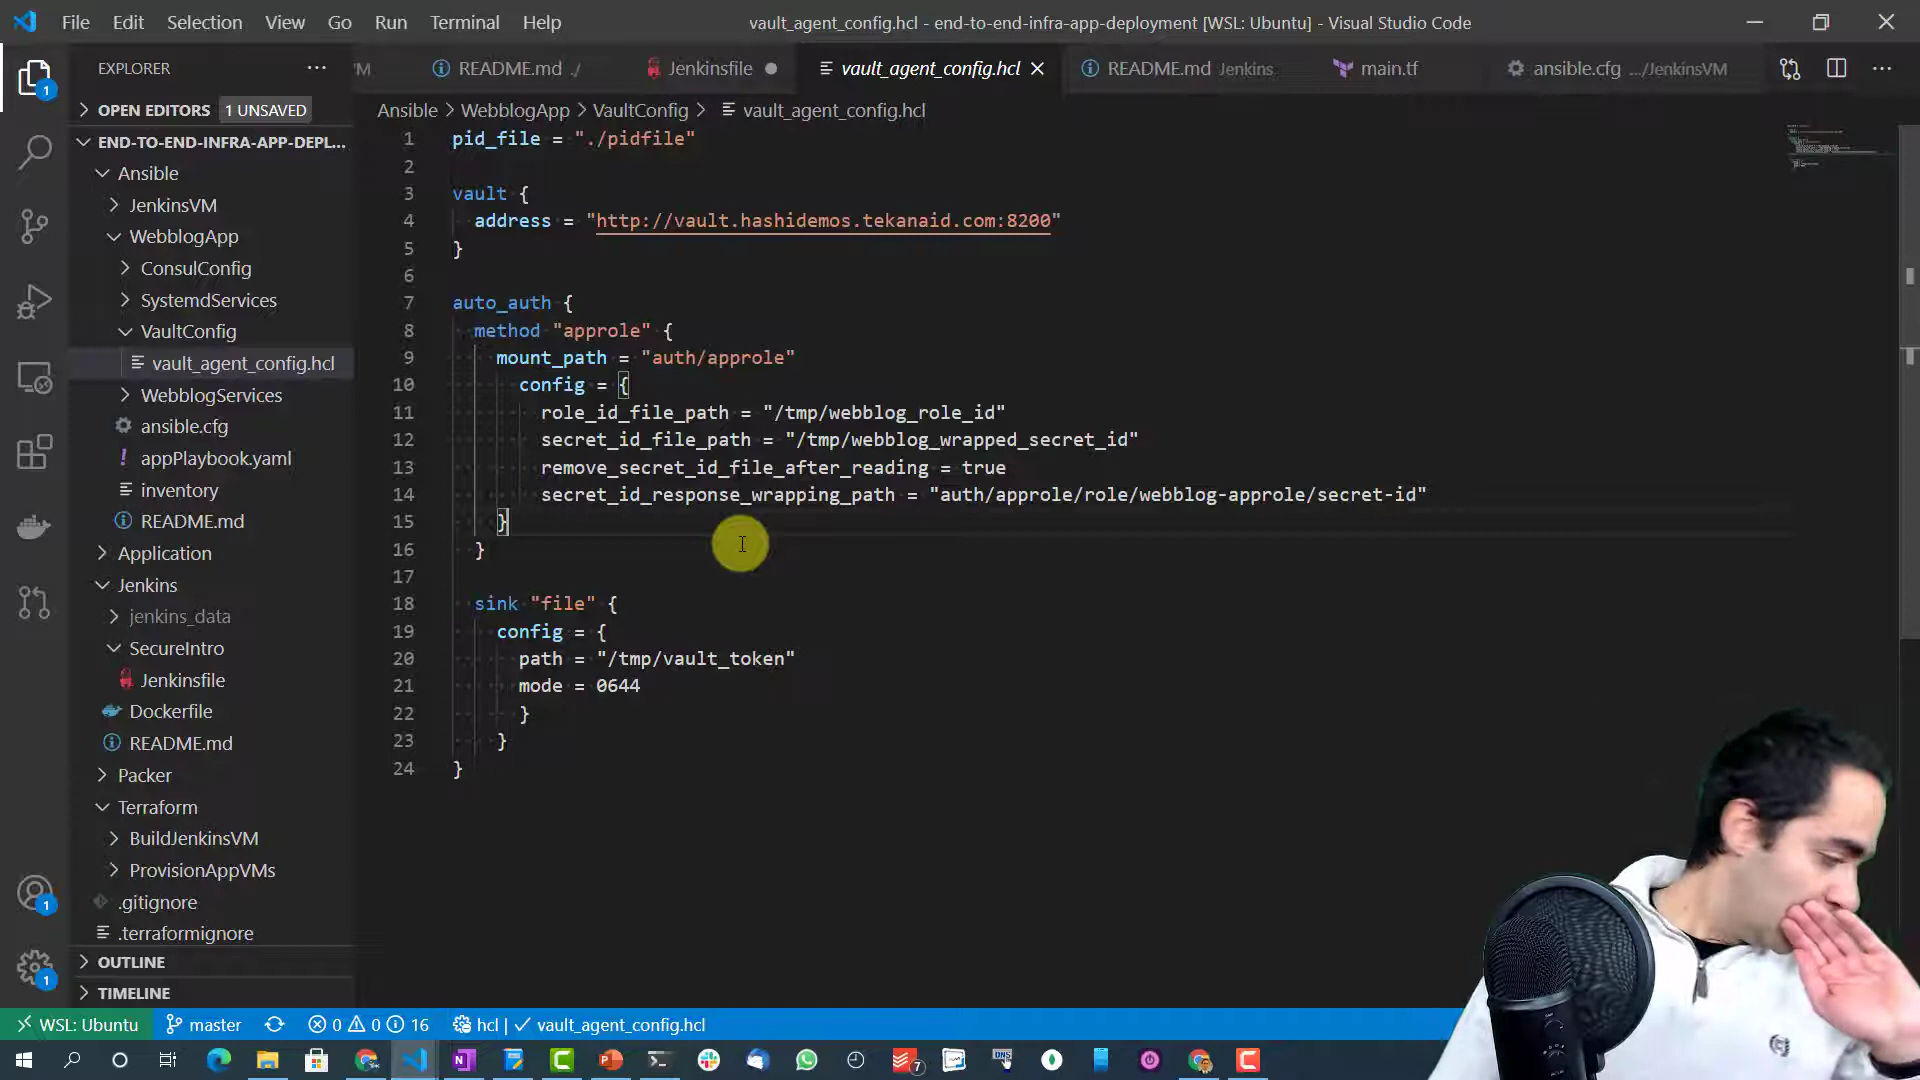 File Edit Selection View Go Run Terminal Help
vault_agent_config.hcl - end-to-end-infra-app-deployment [WSL: Ubuntu] - Visual Studio Code
EXPLORER
README.md ./
Jenkinsfile
vault_agent_config.hcl
README.md Jenkins
main.tf
ansible.cfg .../JenkinsVM
Ansible > WebblogApp > VaultConfig > vault_agent_config.hcl
1
OPEN EDITORS 1 UNSAVED
END-TO-END-INFRA-APP-DEPL...
Ansible
JenkinsVM
WebblogApp
ConsulConfig
SystemdServices
VaultConfig
vault_agent_config.hcl
WebblogServices
ansible.cfg
appPlaybook.yaml
inventory
README.md
Application
Jenkins
jenkins_data
SecureIntro
Jenkinsfile
Dockerfile
README.md
Packer
Terraform
BuildJenkinsVM
ProvisionAppVMs
.gitignore
.terraformignore
OUTLINE
TIMELINE
1
1
1 pid_file = "./pidfile"
2
3 vault {
4 address = "http://vault.hashidemos.tekanaid.com:8200"
5 }
6
7 auto_auth {
8 method "approle" {
9 mount_path = "auth/approle"
10 config = {
11 role_id_file_path = "/tmp/webblog_role_id"
12 secret_id_file_path = "/tmp/webblog_wrapped_secret_id"
13 remove_secret_id_file_after_reading = true
14 secret_id_response_wrapping_path = "auth/approle/role/webblog-approle/secret-id"
15 }
16 }
17
18 sink "file" {
19 config = {
20 path = "/tmp/vault_token"
21 mode = 0644
22 }
23 }
24 }
WSL: Ubuntu master 0 0 16 hcl | ✓ vault_agent_config.hcl
7
DNS